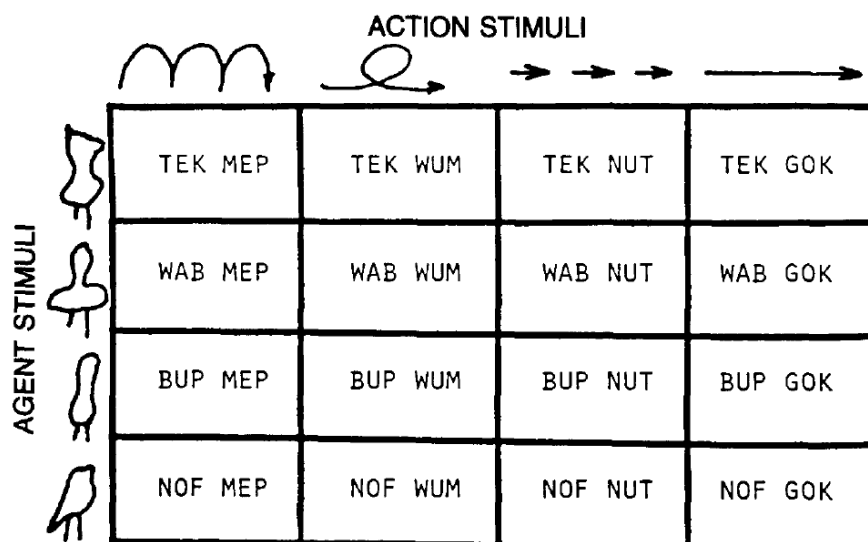 ACTION STIMULI
AGENT STIMULI
TEK MEP TEK WUM TEK NUT TEK GOK
WAB MEP WAB WUM WAB NUT WAB GOK
BUP MEP BUP WUM BUP NUT BUP GOK
NOF MEP NOF WUM NOF NUT NOF GOK